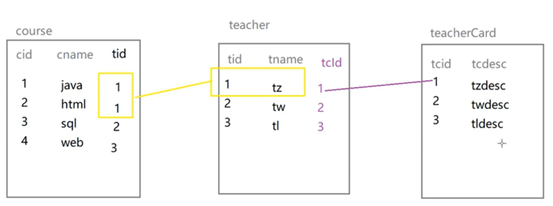 course
cid cname tid
1 java 1
2 html 1
3 sql 2
4 web 3
teacher
tid tname tcId
1 tz 1
2 tw 2
3 tl 3
teacherCard
tcid tcdesc
1 tzdesc
2 twdesc
3 tldesc